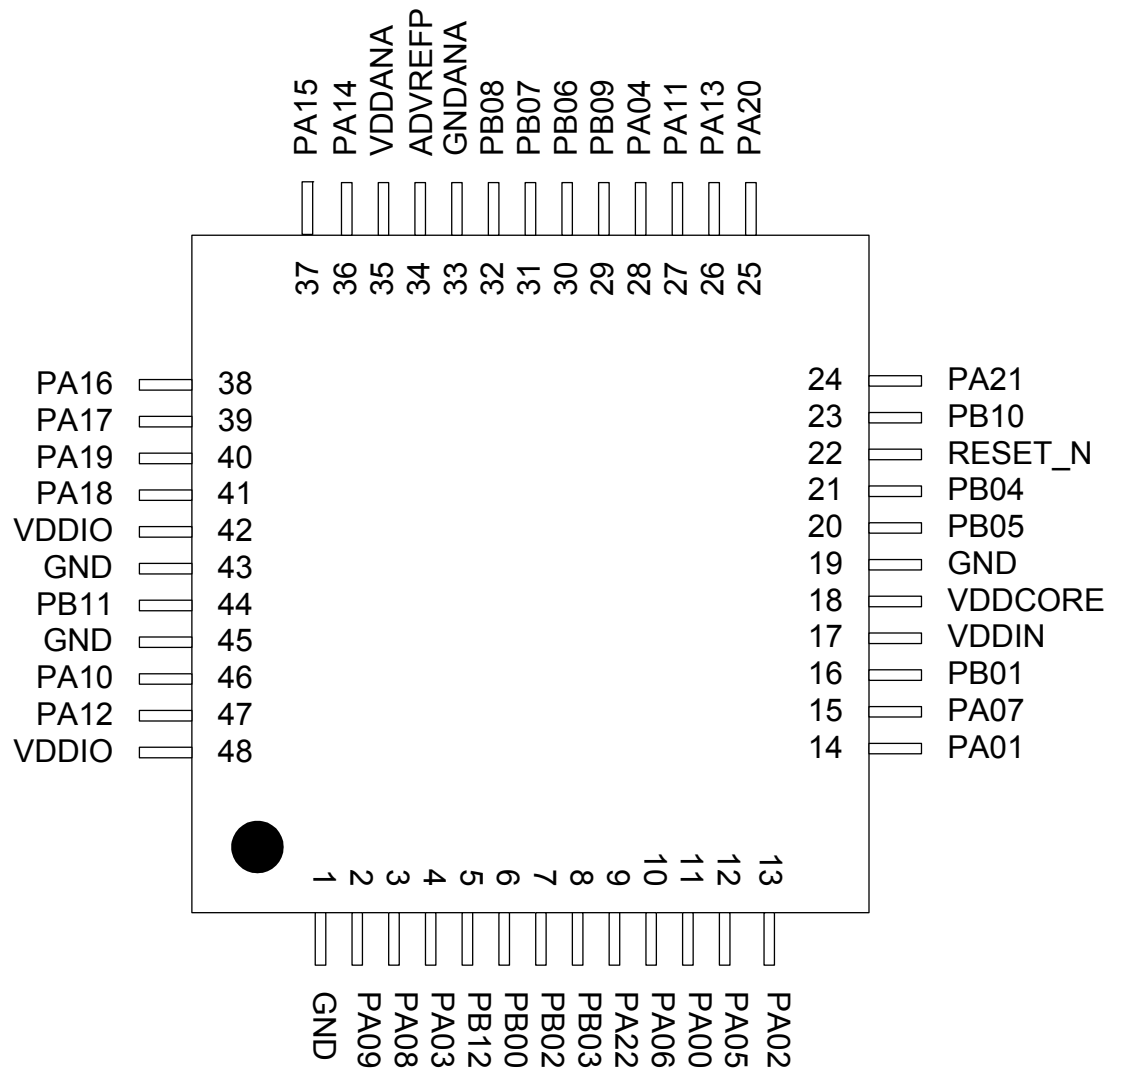 PA15 PA14 VDDANA ADVREFP GNDANA PB08 PB07 PB06 PB09 PA04 PA11 PA13 PA20
37 36 35 34 33 32 31 30 29 28 27 26 25
PA16 38
PA17 39
PA19 40
PA18 41
VDDIO 42
GND 43
PB11 44
GND 45
PA10 46
PA12 47
VDDIO 48
24 PA21
23 PB10
22 RESET_N
21 PB04
20 PB05
19 GND
18 VDDCORE
17 VDDIN
16 PB01
15 PA07
14 PA01
1 2 3 4 5 6 7 8 9 10 11 12 13
GND PA09 PA08 PA03 PB12 PB00 PB02 PB03 PA22 PA06 PA00 PA05 PA02